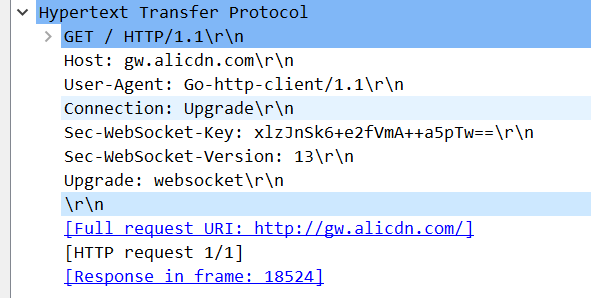 Hypertext Transfer Protocol
GET / HTTP/1.1\r\n
Host: gw.alicdn.com\r\n
User-Agent: Go-http-client/1.1\r\n
Connection: Upgrade\r\n
Sec-WebSocket-Key: xlzJnSk6+e2fVmA++a5pTw==\r\n
Sec-WebSocket-Version: 13\r\n
Upgrade: websocket\r\n
\r\n
[Full request URI: http://gw.alicdn.com/]
[HTTP request 1/1]
[Response in frame: 18524]